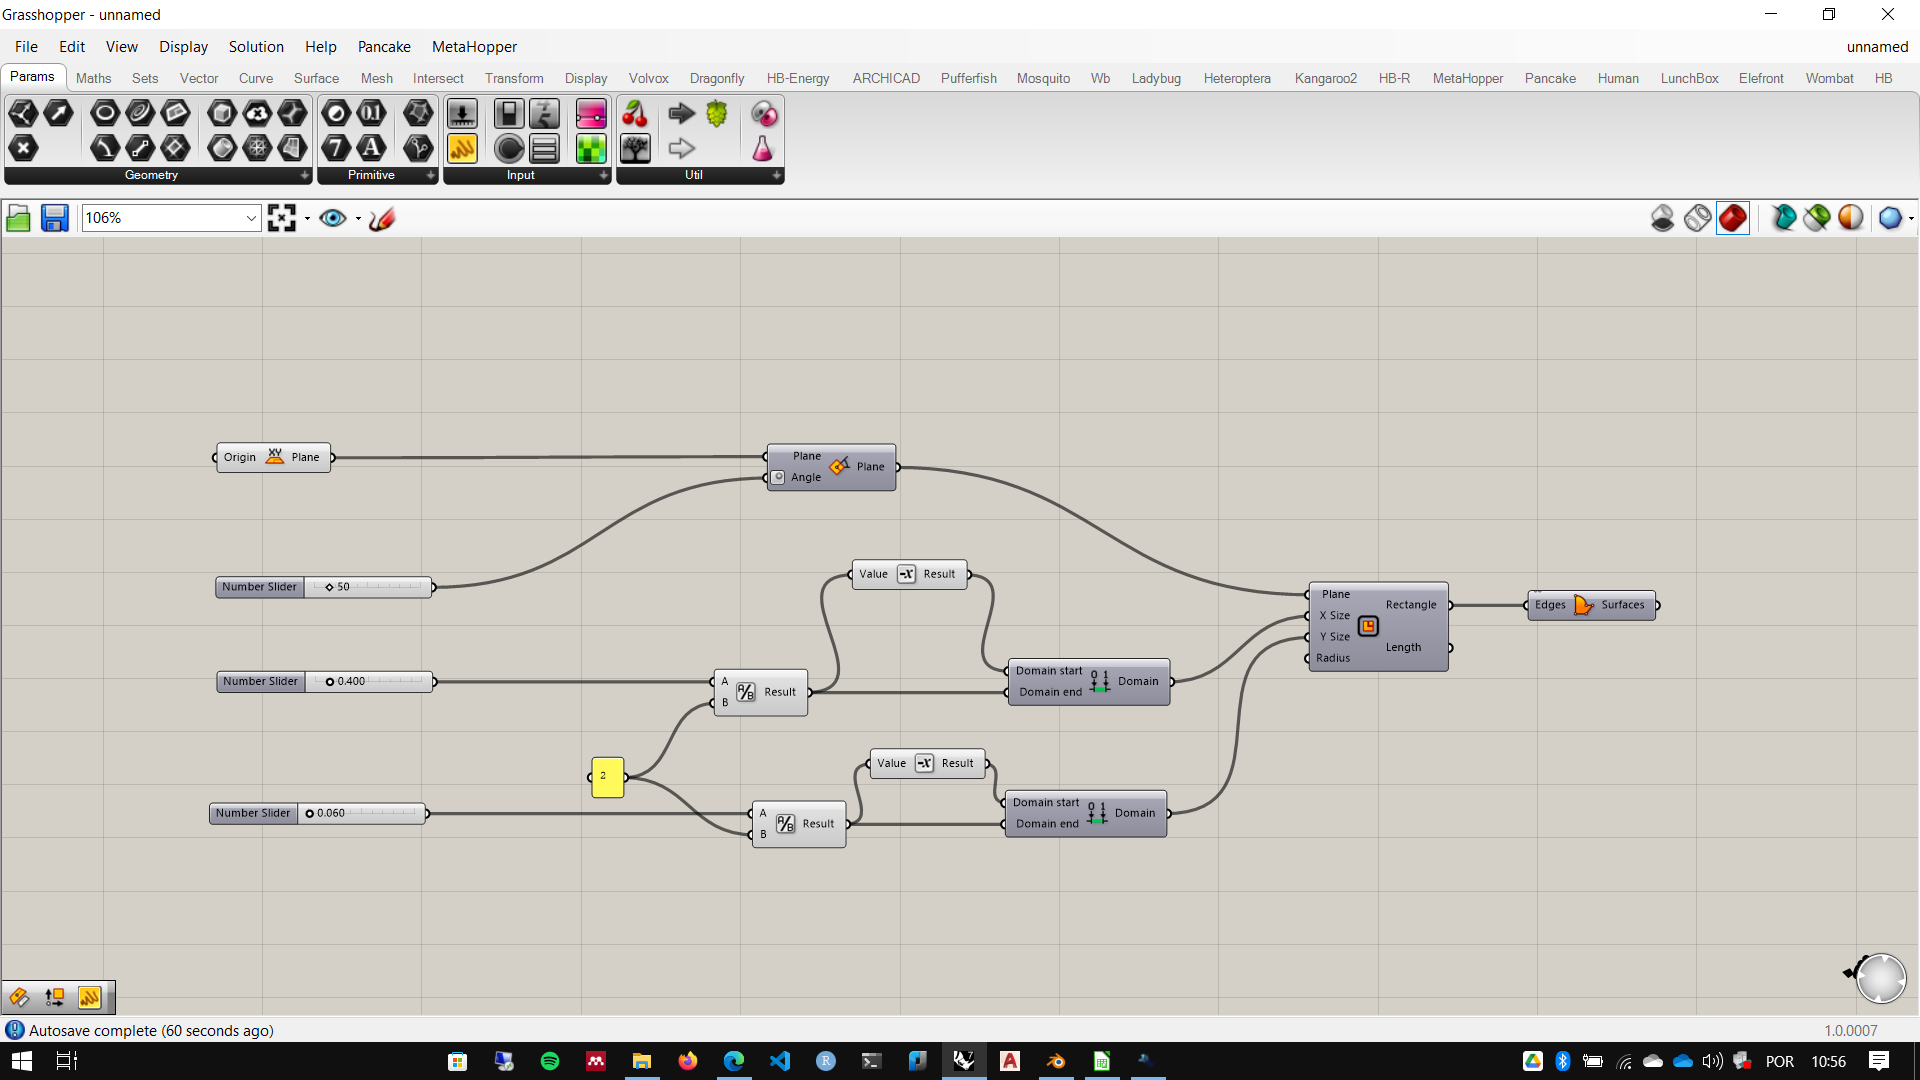 Grasshopper - unnamed
File Edit View Display Solution Help Pancake MetaHopper unnamed
Params Maths Sets Vector Curve Surface Mesh Intersect Transform Display Volvox Dragonfly HB-Energy ARCHICAD Pufferfish Mosquito Wb Ladybug Heteroptera Kangaroo2 HB-R MetaHopper Pancake Human LunchBox Elefront Wombat HB
Geometry Primitive Input Util
106%
Origin XY Plane
Plane
Angle
Plane
Number Slider 50
Value -x Result
Plane
X Size
Y Size
Radius
Rectangle
Length
Edges Surfaces
Number Slider 0.400
A
B
A/B Result
Domain start
Domain end
0 1
Domain
2
Value -x Result
Number Slider 0.060
A
B
A/B Result
Domain start
Domain end
0 1
Domain
Autosave complete (60 seconds ago)
1.0.0007
POR 10:56